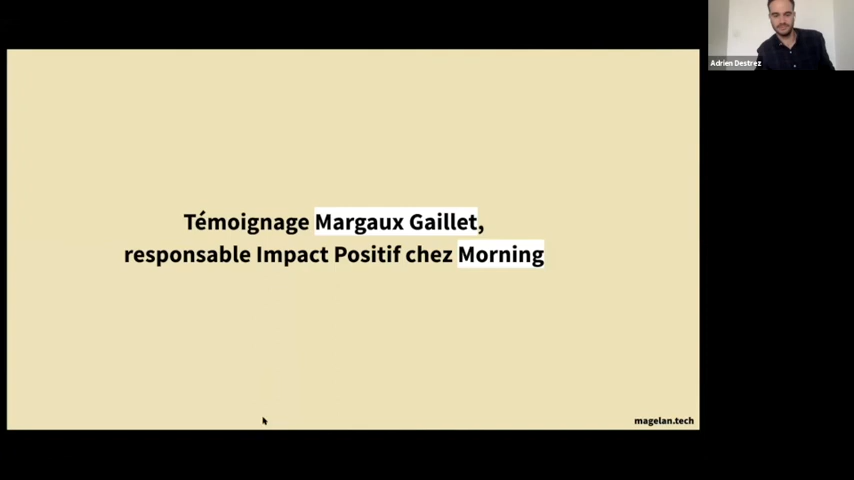 Adrien Destrez
Témoignage Margaux Gaillet,
responsable Impact Positif chez Morning
magelan.tech